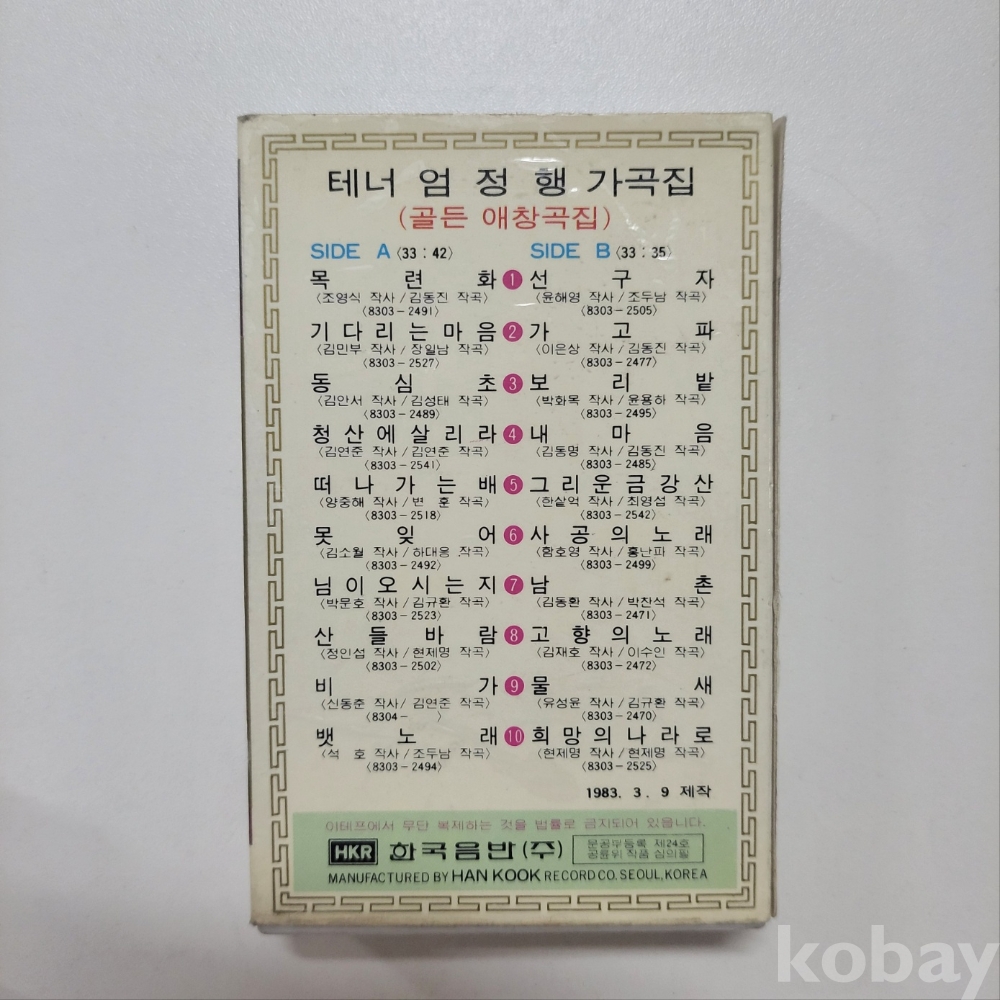 테너 엄정행 가곡집
(골든 애창곡집)
SIDE A 〈33 : 42〉 SIDE B 〈33 : 35〉
목련화 1 선구자
〈조영식 작사 / 김동진 작곡〉 〈윤해영 작사 / 조두남 작곡〉
〈8303-2491〉 〈8303-2505〉
기다리는마음 2 가고파
〈김민부 작사 / 장일남 작곡〉 〈이은상 작사 / 김동진 작곡〉
〈8303-2527〉 〈8303-2477〉
동심초 3 보리밭
〈김안서 작사 / 김성태 작곡〉 〈박화목 작사 / 윤용하 작곡〉
〈8303-2489〉 〈8303-2495〉
청산에살리라 4 내마음
〈김연준 작사 / 김연준 작곡〉 〈김동명 작사 / 김동진 작곡〉
〈8303-2541〉 〈8303-2485〉
떠나가는배 5 그리운금강산
〈양중해 작사 / 변 훈 작곡〉 〈한상억 작사 / 최영섭 작곡〉
〈8303-2518〉 〈8303-2542〉
못잊어 6 사공의노래
〈김소월 작사 / 하대응 작곡〉 〈함호영 작사 / 홍난파 작곡〉
〈8303-2492〉 〈8303-2499〉
님이오시는지 7 남촌
〈박문호 작사 / 김규환 작곡〉 〈김동환 작사 / 박찬석 작곡〉
〈8303-2523〉 〈8303-2471〉
산들바람 8 고향의노래
〈정인섭 작사 / 현제명 작곡〉 〈김재호 작사 / 이수인 작곡〉
〈8303-2502〉 〈8303-2472〉
비가 9 물새
〈신동준 작사 / 김연준 작곡〉 〈유성윤 작사 / 김규환 작곡〉
〈8304- 〉 〈8303-2470〉
뱃노래 10 희망의나라로
〈석 호 작사 / 조두남 작곡〉 〈현제명 작사 / 현제명 작곡〉
〈8303-2494〉 〈8303-2525〉
1983. 3. 9 제작
이테프에서 무단 복제하는 것을 법률로 금지되어 있읍니다.
HKR 한국음반(주) 문공부등록 제24호
공륜위 작품 심의필
MANUFACTURED BY HAN KOOK RECORD CO. SEOUL, KOREA
kobay